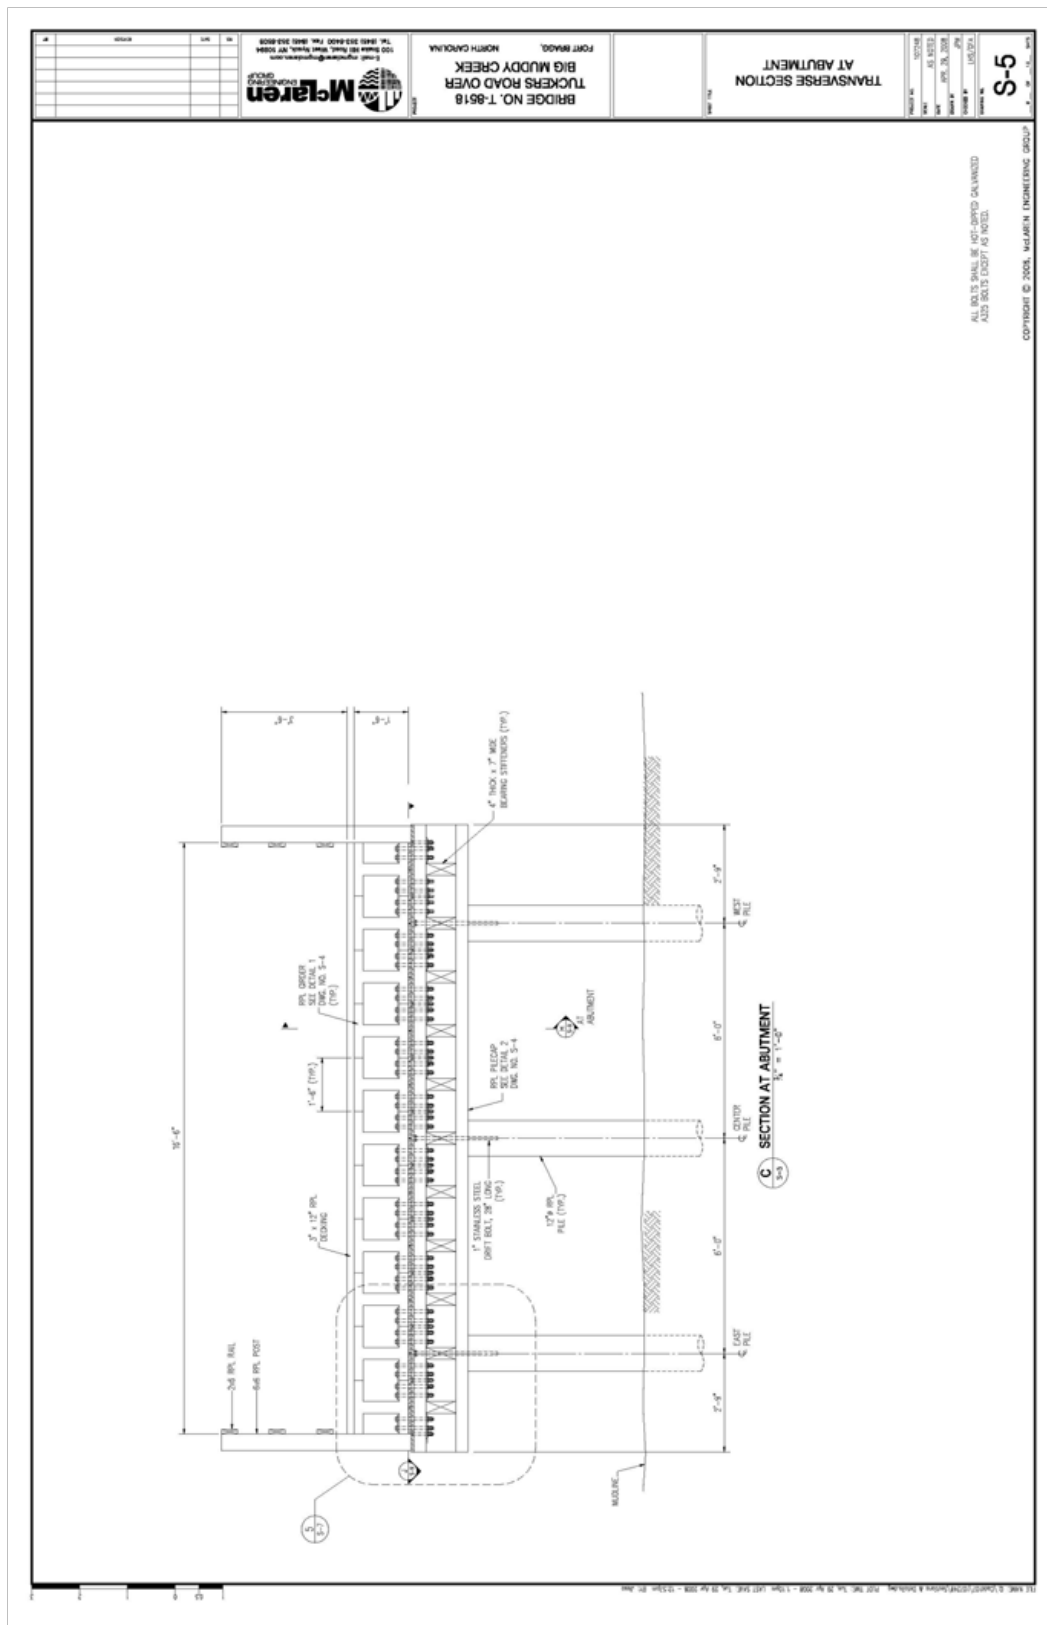 BRIDGE NO. T-8518
TUCKERS ROAD OVER
BIG MUDDY CREEK
FORT BRAGG, NORTH CAROLINA
McLaren
ENGINEERING
GROUP
TRANSVERSE SECTION
AT ABUTMENT
107248
AS NOTED
APR. 29, 2008
S-5
COPYRIGHT © 2008, McLAREN ENGINEERING GROUP
ALL BOLTS SHALL BE HOT-DIPPED GALVANIZED
A325 BOLTS EXCEPT AS NOTED.
16'-6"
1'-6"
2x6 RPL RAIL
6x6 RPL POST
3" x 12" RPL
DECKING
1'-6" (TYP.)
RPL GIRDER
SEE DETAIL 1
DWG. NO. S-4
(TYP.)
4" THICK x 7" WIDE
BEARING STIFFENERS (TYP.)
5
S-7
1" STAINLESS STEEL
DRIFT BOLT, 28" LONG
(TYP.)
RPL PILECAP
SEE DETAIL 2
DWG. NO. S-4
12"Ø RPL
PILE (TYP.)
AT
ABUTMENT
MUDLINE
2'-9"
6'-0"
6'-0"
2'-9"
EAST
PILE
CENTER
PILE
WEST
PILE
C
SECTION AT ABUTMENT